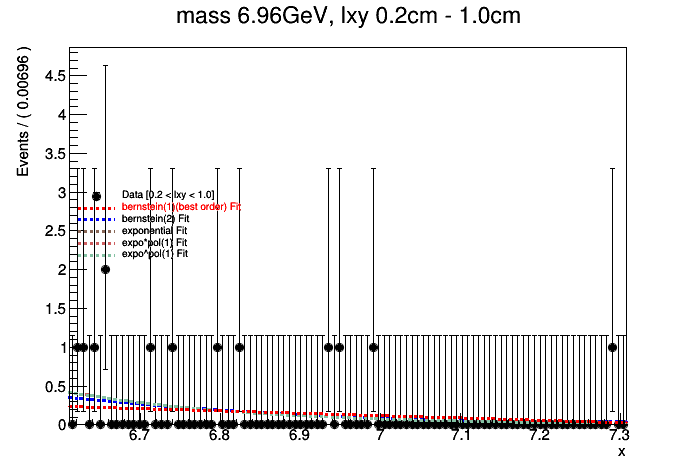 mass 6.96GeV, lxy 0.2cm - 1.0cm
Events / ( 0.00696 )
4.5
4
3.5
3
2.5
2
1.5
1
0.5
0
Data [0.2 < lxy < 1.0]
bernstein(1)(best order) Fit
bernstein(2) Fit
exponential Fit
expo*pol(1) Fit
expo^pol(1) Fit
6.7 6.8 6.9 7 7.1 7.2 7.3
x